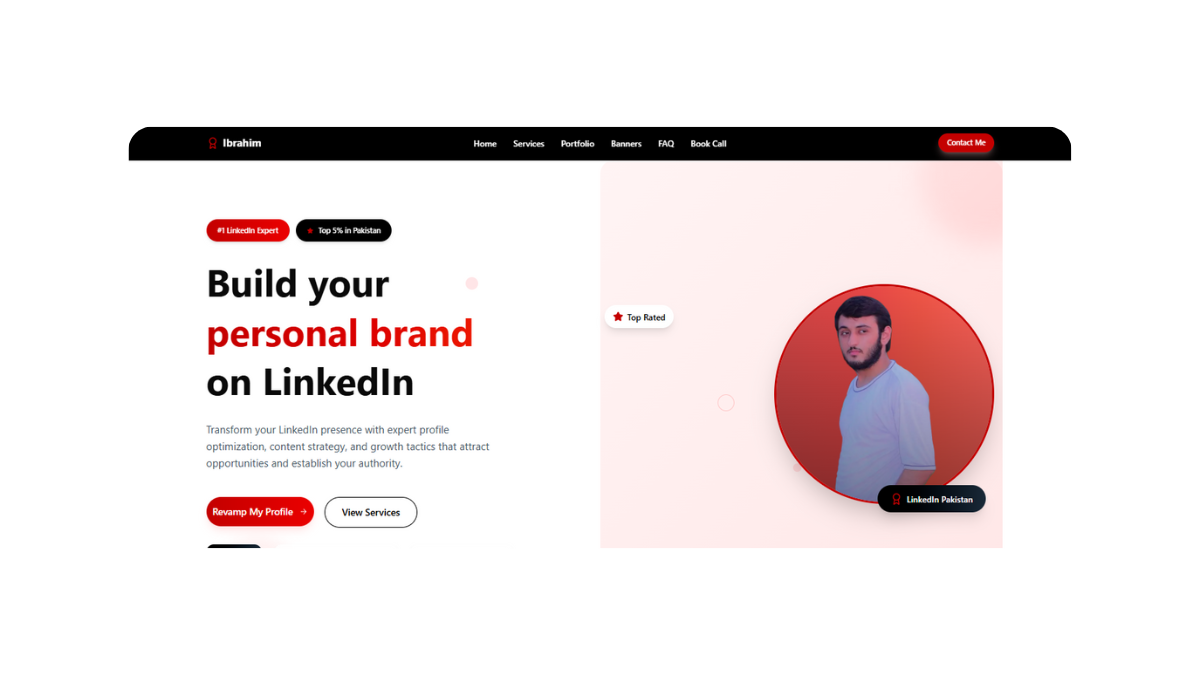 Ibrahim
Home Services Portfolio Banners FAQ Book Call
Contact Me
#1 LinkedIn Expert
Top 5% in Pakistan
Build your
personal brand
on LinkedIn
Transform your LinkedIn presence with expert profile
optimization, content strategy, and growth tactics that attract
opportunities and establish your authority.
Revamp My Profile →
View Services
Top Rated
LinkedIn Pakistan